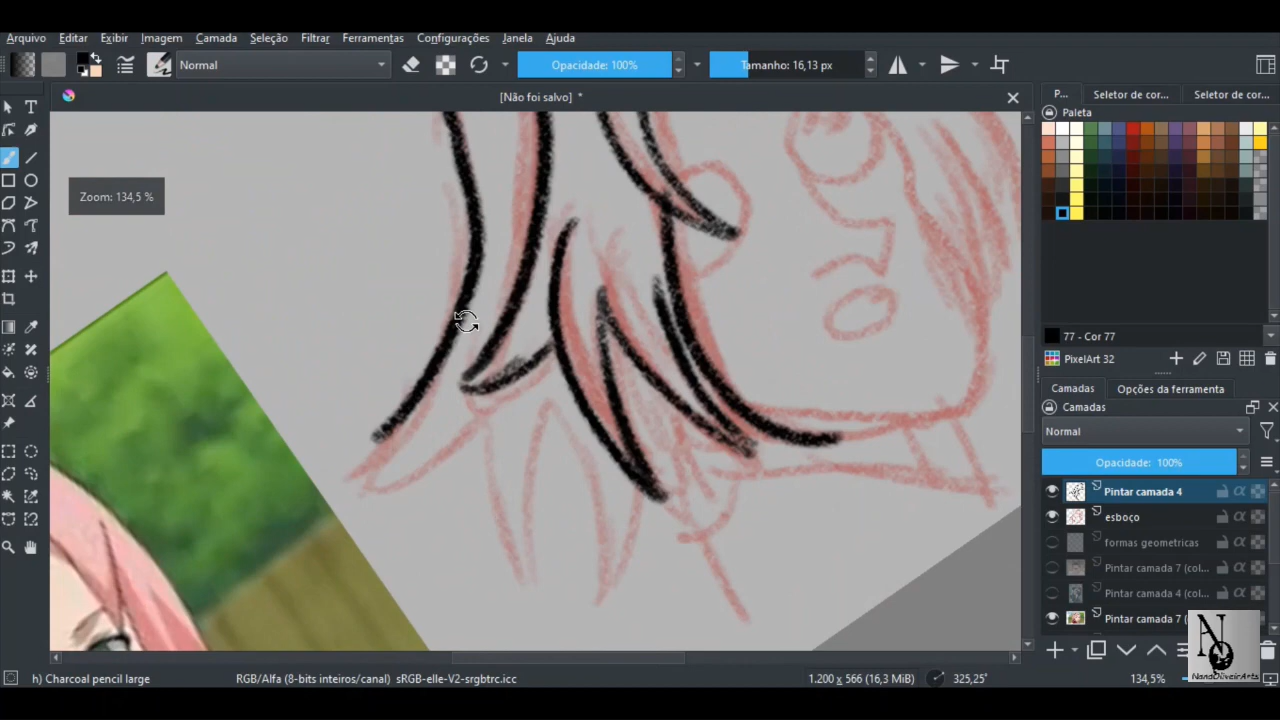 Arquivo Editar Exibir Imagem Camada Seleção Filtrar Ferramentas Configurações Janela Ajuda
Normal Opacidade: 100% Tamanho: 16,13 px
[Não foi salvo] *
P... Seletor de cor... Seletor de cor...
Paleta
Zoom: 134,5 %
77 - Cor 77
PixelArt 32
Camadas Opções da ferramenta
Camadas
Normal
Opacidade: 100%
Pintar camada 4
esboço
formas geometricas
Pintar camada 7 (col...
Pintar camada 4 (col...
Pintar camada 7 (
NandOliveirArts
h) Charcoal pencil large RGB/Alfa (8-bits inteiros/canal) sRGB-elle-V2-srgbtrc.icc 1.200 x 566 (16,3 MiB) 325,25° 134,5%